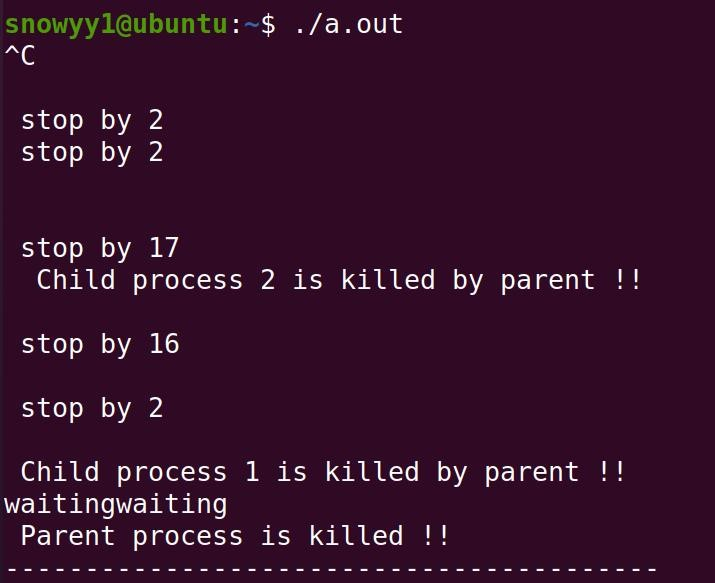 snowyy1@ubuntu:~$ ./a.out
^C
stop by 2
stop by 2
stop by 17
Child process 2 is killed by parent !!
stop by 16
stop by 2
Child process 1 is killed by parent !!
waitingwaiting
Parent process is killed !!
-----------------------------------------